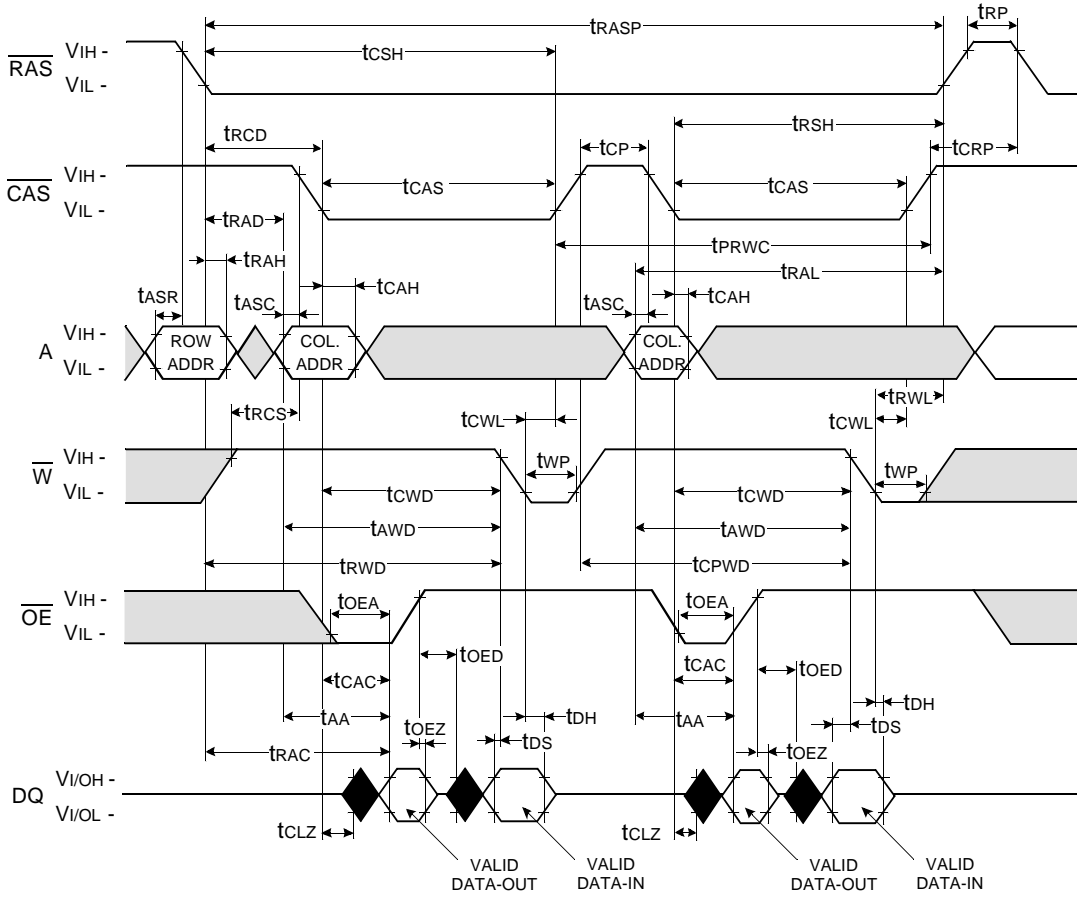 tRASP
tRP
RAS
VIH -
VIL -
tCSH
tRCD
tRSH
tCP
tCRP
CAS
VIH -
VIL -
tCAS
tCAS
tRAD
tPRWC
tRAH
tRAL
tASR
tASC
tCAH
tASC
tCAH
A
VIH -
VIL -
ROW
ADDR
COL.
ADDR
COL.
ADDR
tRCS
tCWL
tRWL
tCWL
W
VIH -
VIL -
tWP
tWP
tCWD
tCWD
tAWD
tAWD
tRWD
tCPWD
OE
VIH -
VIL -
tOEA
tOEA
tOED
tOED
tCAC
tCAC
tAA
tDH
tAA
tDH
tOEZ
tDS
tOEZ
tDS
tRAC
DQ
VI/OH -
VI/OL -
tCLZ
tCLZ
VALID
DATA-OUT
VALID
DATA-IN
VALID
DATA-OUT
VALID
DATA-IN